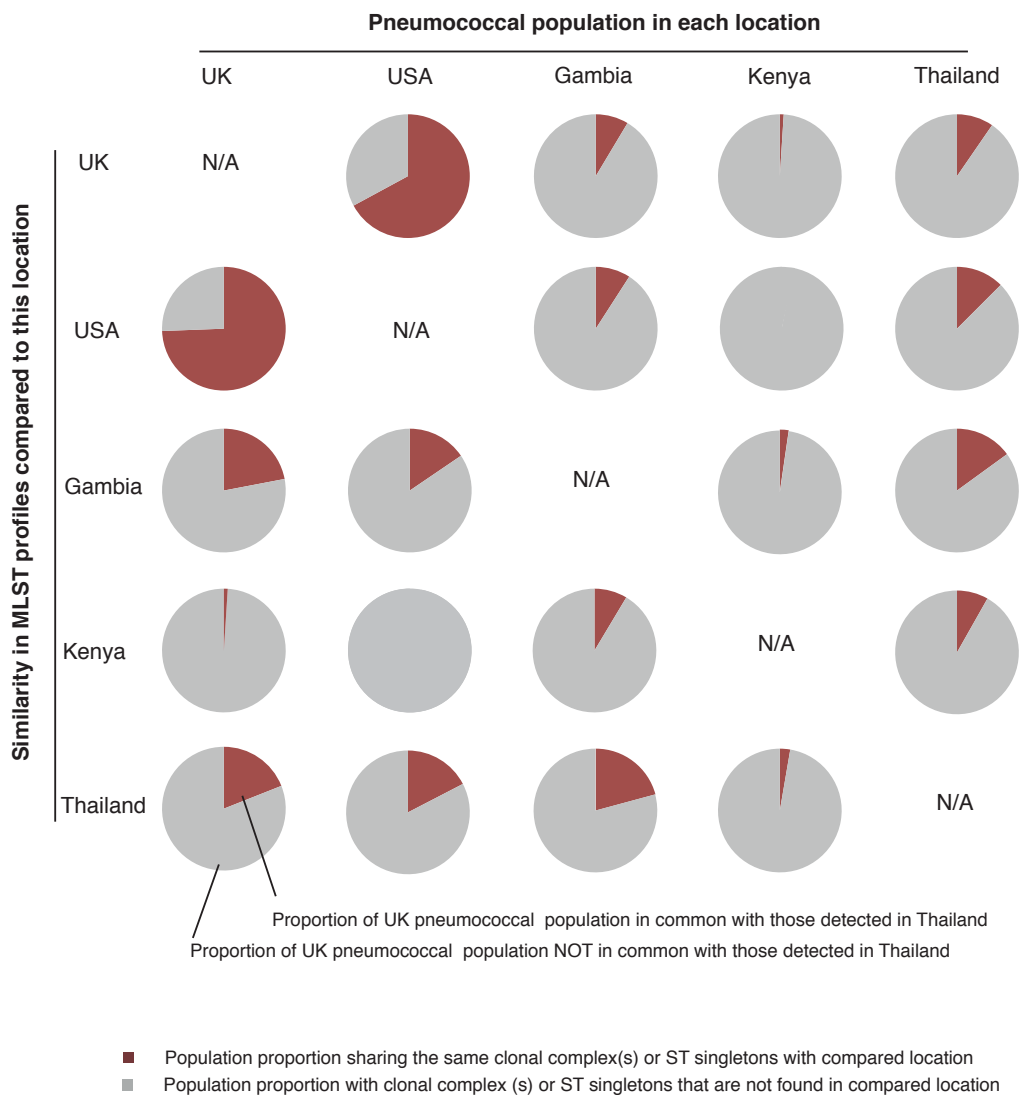 Pneumococcal population in each location
UK USA Gambia Kenya Thailand
Similarity in MLST profiles compared to this location
UK N/A
USA N/A
Gambia N/A
Kenya N/A
Thailand N/A
Proportion of UK pneumococcal population in common with those detected in Thailand
Proportion of UK pneumococcal population NOT in common with those detected in Thailand
Population proportion sharing the same clonal complex(s) or ST singletons with compared location
Population proportion with clonal complex (s) or ST singletons that are not found in compared location